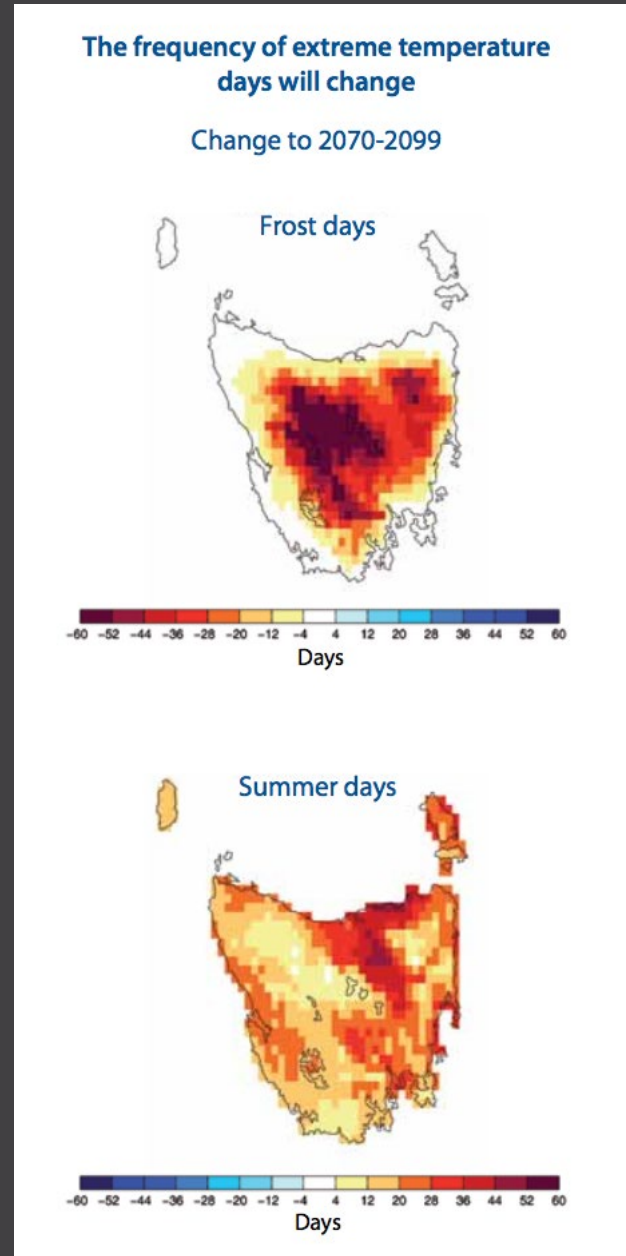 The frequency of extreme temperature
days will change
Change to 2070-2099
Frost days
-60 -52 -44 -36 -28 -20 -12 -4 4 12 20 28 36 44 52 60
Days
Summer days
-60 -52 -44 -36 -28 -20 -12 -4 4 12 20 28 36 44 52 60
Days